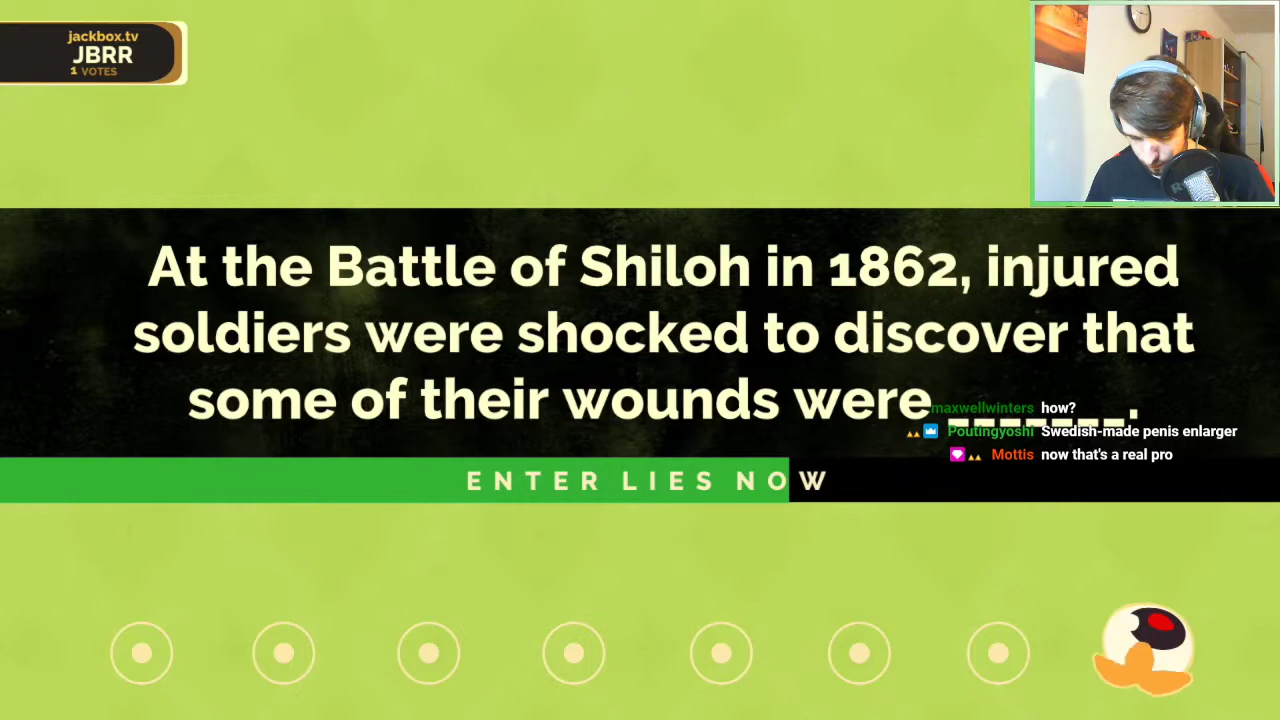 jackbox.tv
JBRR
1 VOTES
At the Battle of Shiloh in 1862, injured
soldiers were shocked to discover that
some of their wounds were _______.
maxwellwinters how?
Poutingyoshi Swedish-made penis enlarger
Mottis now that's a real pro
ENTER LIES NOW